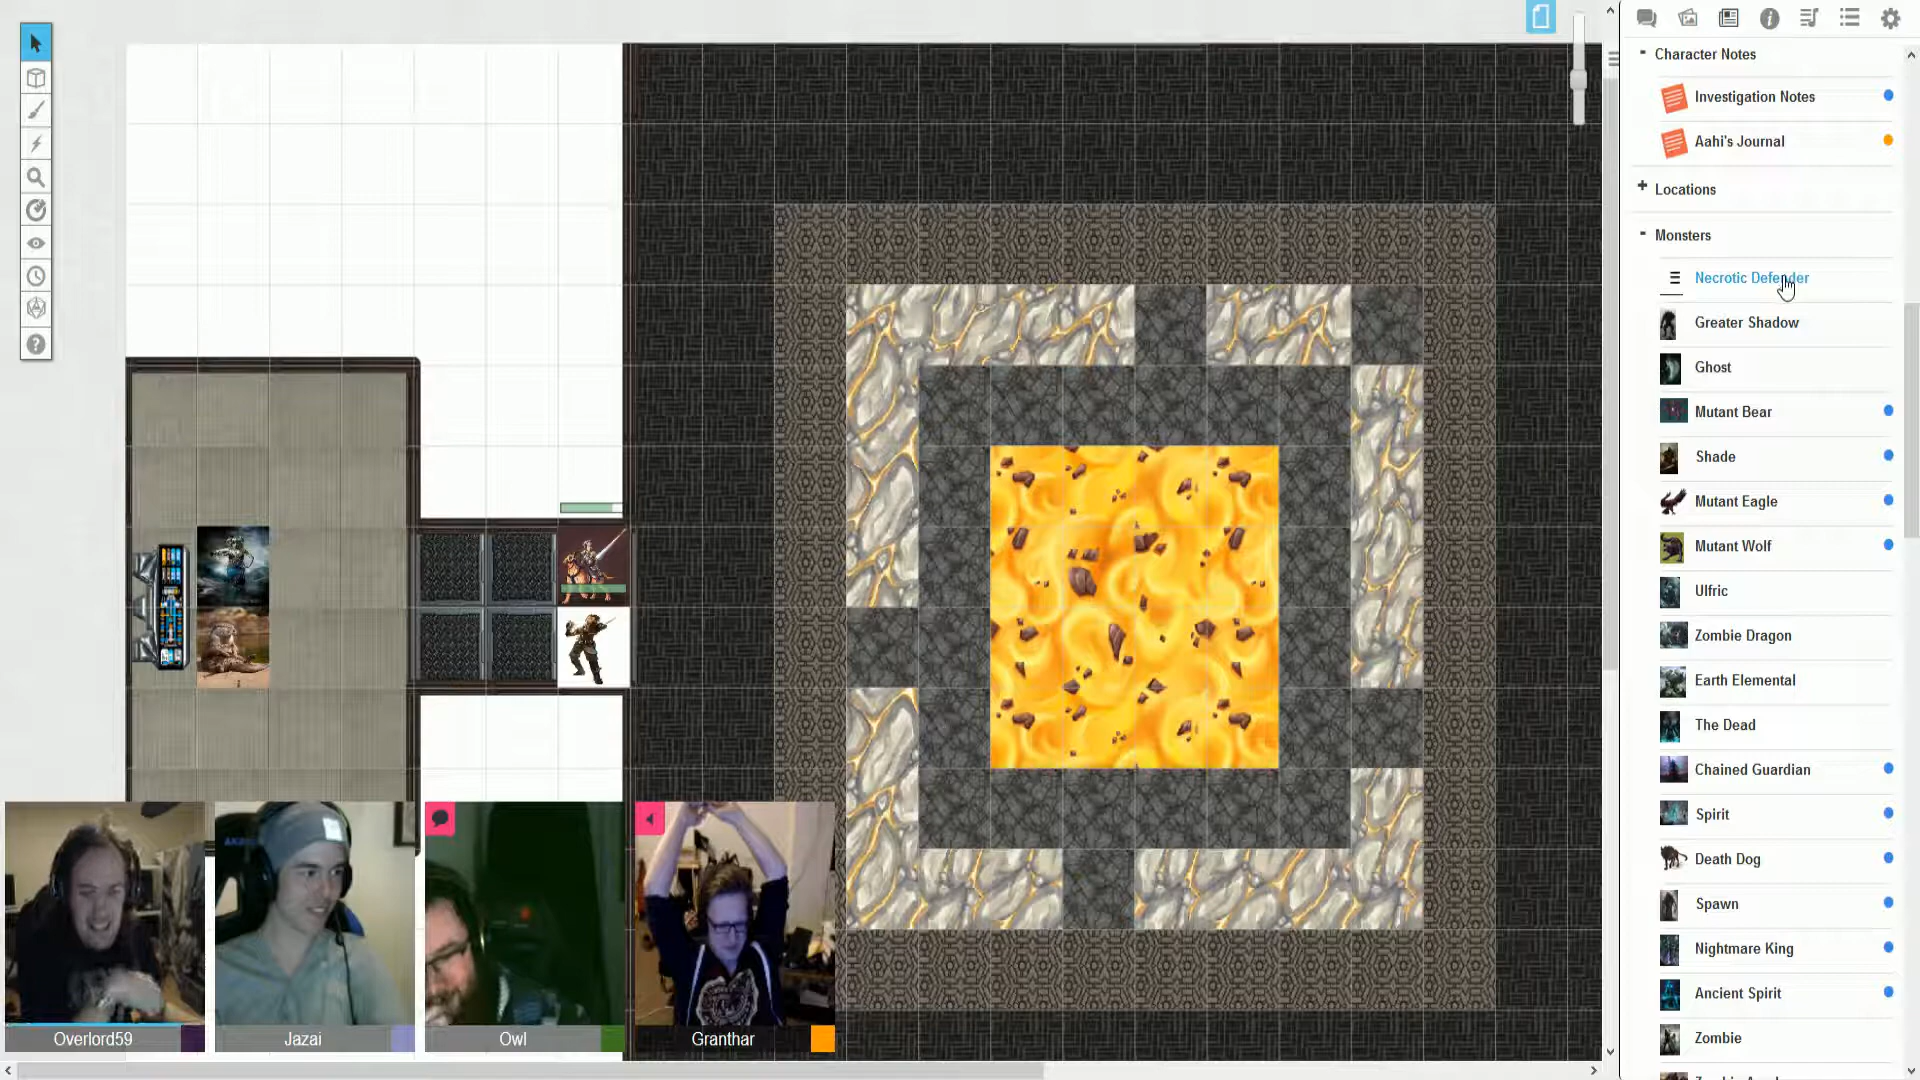 Character Notes
Investigation Notes
Aahi's Journal
Locations
Monsters
Necrotic Defender
Greater Shadow
Ghost
Mutant Bear
Shade
Mutant Eagle
Mutant Wolf
Ulfric
Zombie Dragon
Earth Elemental
The Dead
Chained Guardian
Spirit
Death Dog
Spawn
Nightmare King
Ancient Spirit
Zombie
Overlord59
Jazai
Owl
Granthar